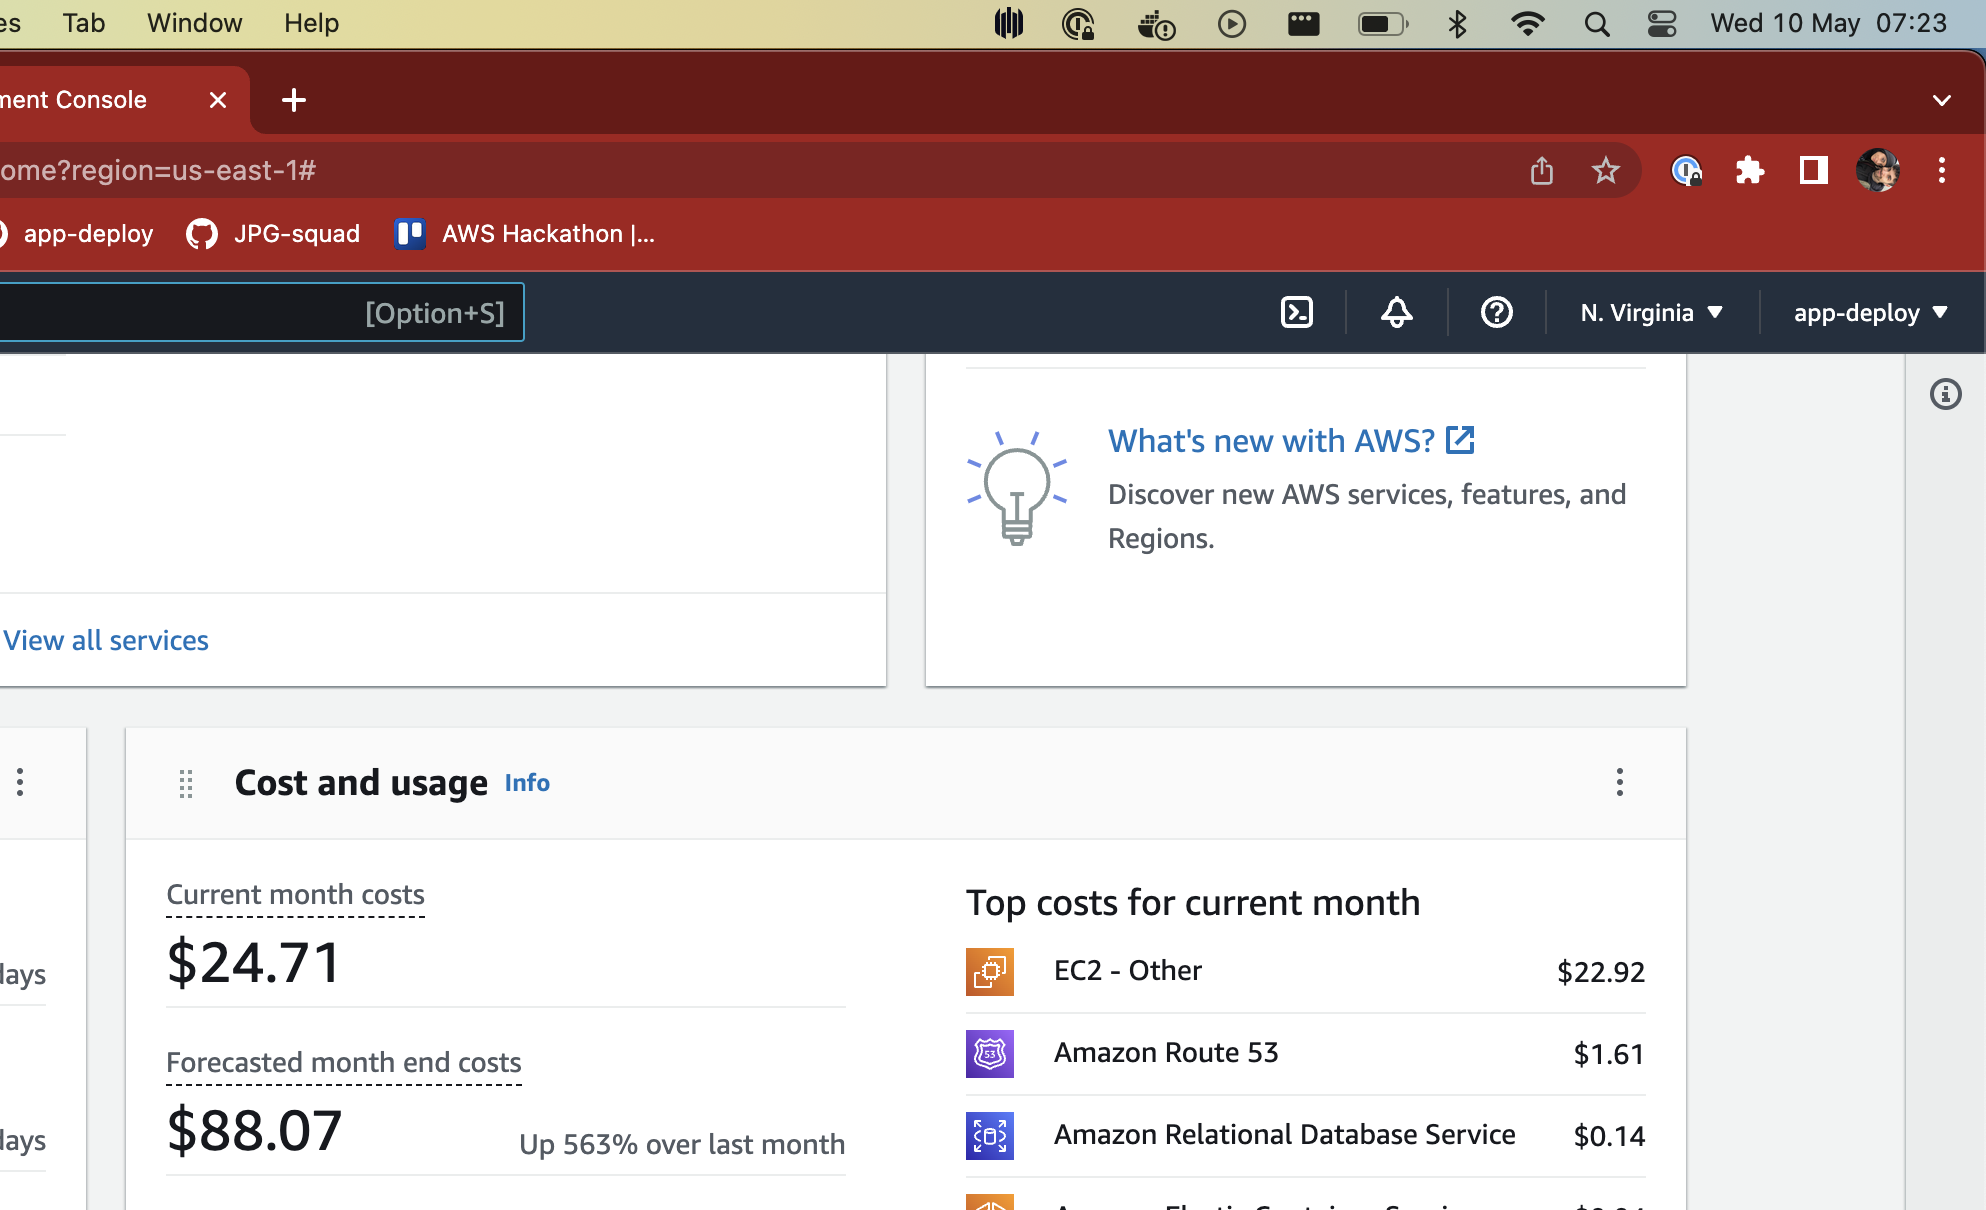 es Tab Window Help Wed 10 May 07:23
ment Console
ome?region=us-east-1#
app-deploy JPG-squad AWS Hackathon |...
[Option+S] N. Virginia app-deploy
What's new with AWS?
Discover new AWS services, features, and
Regions.
View all services
Cost and usage Info
Current month costs
$24.71
days
Forecasted month end costs
$88.07
Up 563% over last month
days
Top costs for current month
EC2 - Other $22.92
53
Amazon Route 53 $1.61
Amazon Relational Database Service $0.14